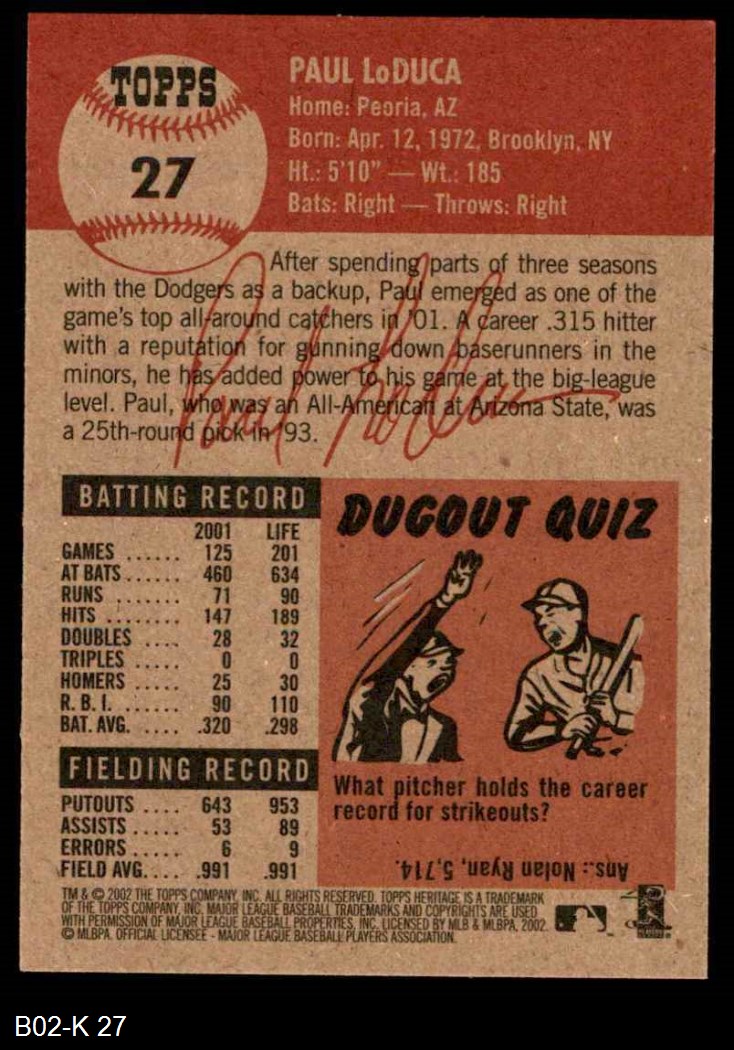 TOPPS
27
PAUL LoDUCA
Home: Peoria, AZ
Born: Apr. 12, 1972, Brooklyn, NY
Ht.: 5'10" — Wt.: 185
Bats: Right — Throws: Right
After spending parts of three seasons
with the Dodgers as a backup, Paul emerged as one of the
game's top all-around catchers in '01. A career .315 hitter
with a reputation for gunning down baserunners in the
minors, he has added power to his game at the big-league
level. Paul, who was an All-American at Arizona State, was
a 25th-round pick in '93.
Paul LoDuca
BATTING RECORD
2001 LIFE
GAMES ...... 125 201
AT BATS ..... 460 634
RUNS ....... 71 90
HITS ........ 147 189
DOUBLES .... 28 32
TRIPLES ..... 0 0
HOMERS ..... 25 30
R. B. I. ...... 90 110
BAT. AVG. .... .320 .298
FIELDING RECORD
PUTOUTS .... 643 953
ASSISTS ..... 53 89
ERRORS ..... 6 9
FIELD AVG. ... .991 .991
DUGOUT QUIZ
What pitcher holds the career
record for strikeouts?
Ans.: Nolan Ryan, 5,714.
TM & © 2002 THE TOPPS COMPANY, INC. ALL RIGHTS RESERVED. TOPPS HERITAGE IS A TRADEMARK
OF THE TOPPS COMPANY, INC. MAJOR LEAGUE BASEBALL TRADEMARKS AND COPYRIGHTS ARE USED
WITH PERMISSION OF MAJOR LEAGUE BASEBALL PROPERTIES, INC. LICENSED BY MLB & MLBPA, 2002.
© MLBPA. OFFICIAL LICENSEE - MAJOR LEAGUE BASEBALL PLAYERS ASSOCIATION.
B02-K 27